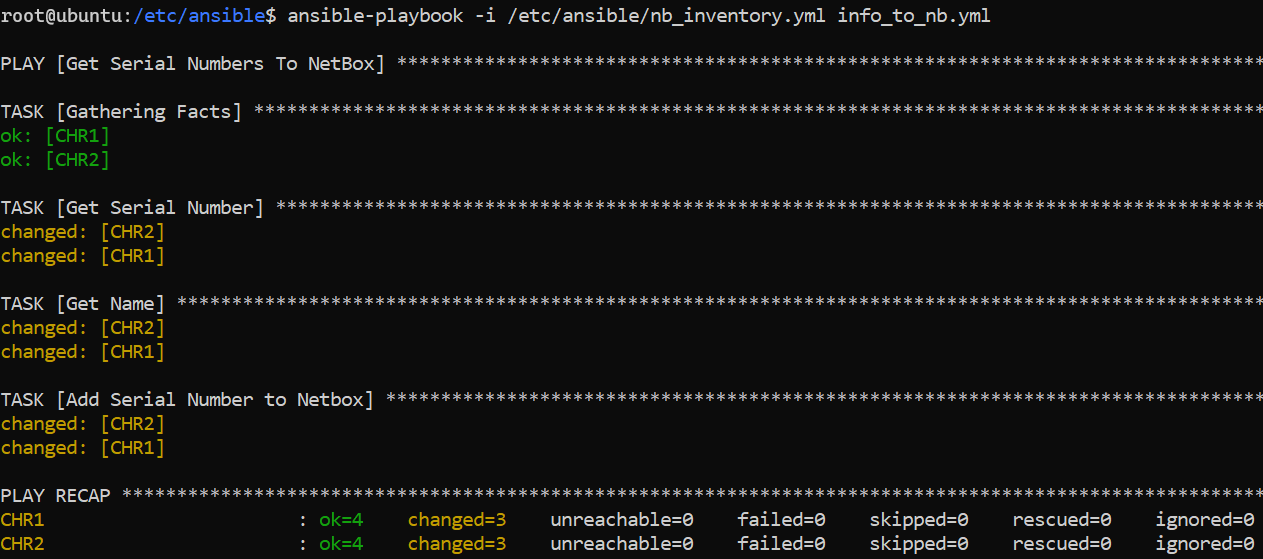 root@ubuntu:/etc/ansible$ ansible-playbook -i /etc/ansible/nb_inventory.yml info_to_nb.yml
PLAY [Get Serial Numbers To NetBox] *******************************************************************************
TASK [Gathering Facts] ********************************************************************************************
ok: [CHR1]
ok: [CHR2]
TASK [Get Serial Number] ******************************************************************************************
changed: [CHR2]
changed: [CHR1]
TASK [Get Name] ***************************************************************************************************
changed: [CHR2]
changed: [CHR1]
TASK [Add Serial Number to Netbox] ********************************************************************************
changed: [CHR2]
changed: [CHR1]
PLAY RECAP ********************************************************************************************************
CHR1 : ok=4 changed=3 unreachable=0 failed=0 skipped=0 rescued=0 ignored=0
CHR2 : ok=4 changed=3 unreachable=0 failed=0 skipped=0 rescued=0 ignored=0